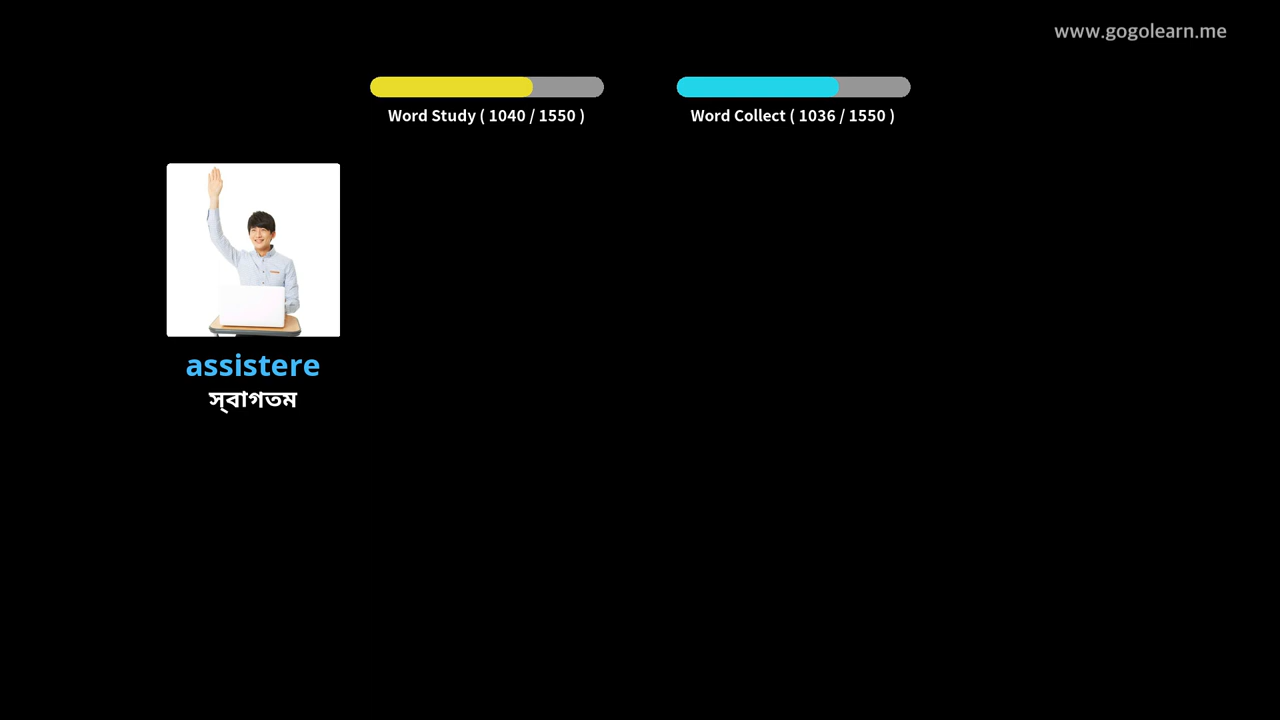 www.gogolearn.me
Word Study ( 1040 / 1550 )
Word Collect ( 1036 / 1550 )
assistere
স্‌বাগতম